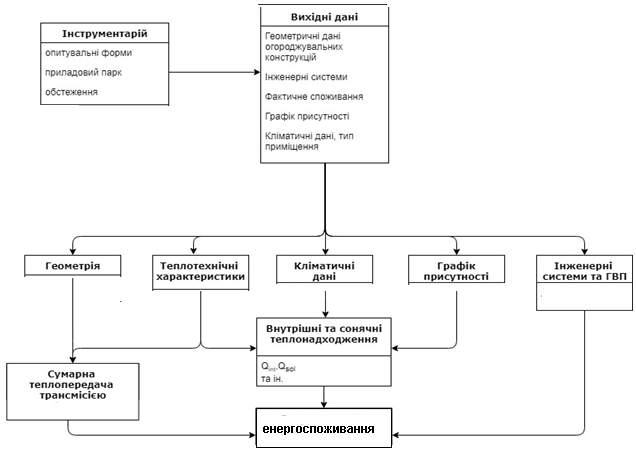 Інструментарій
опитувальні форми
приладовий парк
обстеження
Вихідні дані
Геометричні дані
огороджувальних
конструкцій
Інженерні системи
Фактичне споживання
Графік присутності
Кліматичні дані, тип
приміщення
Геометрія
Теплотехнічні
характеристики
Кліматичні
дані
Графік
присутності
Інженерні
системи та ГВП
Внутрішні та сонячні
теплонадходження
Qint,Qsol
та ін.
Сумарна
теплопередача
трансмісією
енергоспоживання